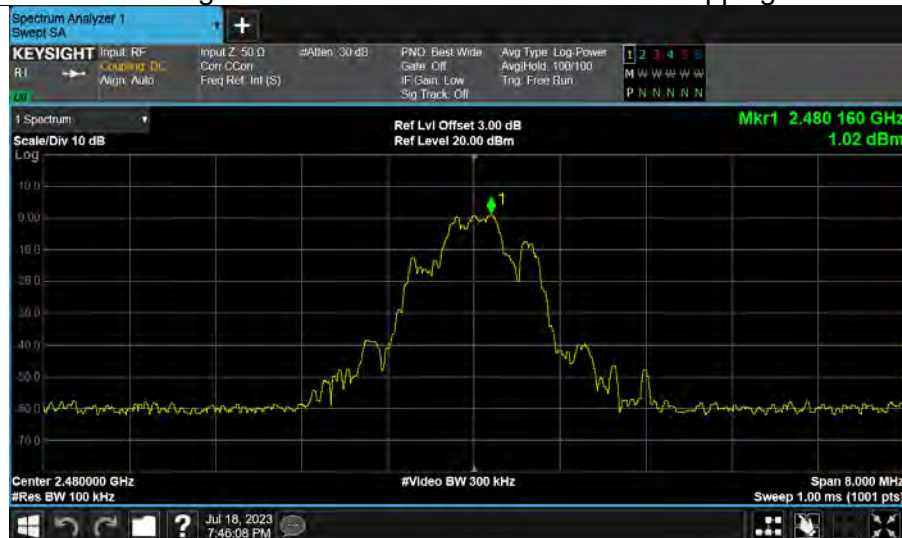 Spectrum Analyzer 1
Swept SA
+
KEYSIGHT
RL
Input: RF
Coupling: DC
Align: Auto
Input Z: 50 Ω
Corr CCorr
Freq Ref: Int (S)
#Atten: 30 dB
PNO: Best Wide
Gate: Off
IF Gain: Low
Sig Track: Off
Avg Type: Log-Power
Avg|Hold: 100/100
Trig: Free Run
1 2 3 4 5 6
M W W W W W
P N N N N N
1 Spectrum
Scale/Div 10 dB
Log
Ref Lvl Offset 3.00 dB
Ref Level 20.00 dBm
Mkr1 2.480 160 GHz
1.02 dBm
10.0
0.00
-10.0
-20.0
-30.0
-40.0
-50.0
-60.0
-70.0
1
Center 2.480000 GHz
#Res BW 100 kHz
#Video BW 300 kHz
Span 8.000 MHz
Sweep 1.00 ms (1001 pts)
?
Jul 18, 2023
7:46:08 PM